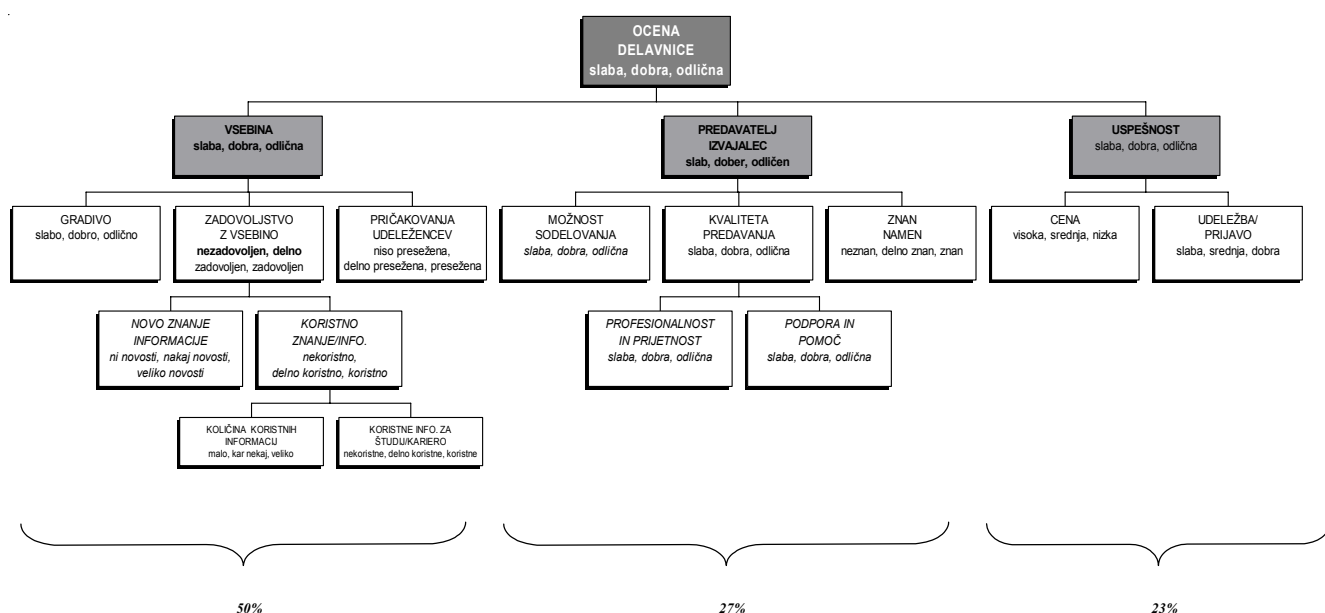 OCENA
DELAVNICE
slaba, dobra, odlična
VSEBINA
slaba, dobra, odlična
PREDAVATELJ
IZVAJALEC
slab, dober, odličen
USPEŠNOST
slaba, dobra, odlična
GRADIVO
slabo, dobro, odlično
ZADOVOLJSTVO
Z VSEBINO
nezadovoljen, delno
zadovoljen, zadovoljen
PRIČAKOVANJA
UDELEŽENCEV
niso presežena,
delno presežena, presežena
MOŽNOST
SODELOVANJA
slaba, dobra, odlična
KVALITETA
PREDAVANJA
slaba, dobra, odlična
ZNAN
NAMEN
neznan, delno znan, znan
CENA
visoka, srednja, nizka
UDELEŽBA/
PRIJAVO
slaba, srednja, dobra
NOVO ZNANJE
INFORMACIJE
ni novosti, nakaj novosti,
veliko novosti
KORISTNO
ZNANJE/INFO.
nekoristno,
delno koristno, koristno
PROFESIONALNOST
IN PRIJETNOST
slaba, dobra, odlična
PODPORA IN
POMOČ
slaba, dobra, odlična
KOLIČINA KORISTNIH
INFORMACIJ
malo, kar nekaj, veliko
KORISTNE INFO. ZA
ŠTUDIJ/KARIERO
nekoristne, delno koristne, koristne
50%
27%
23%